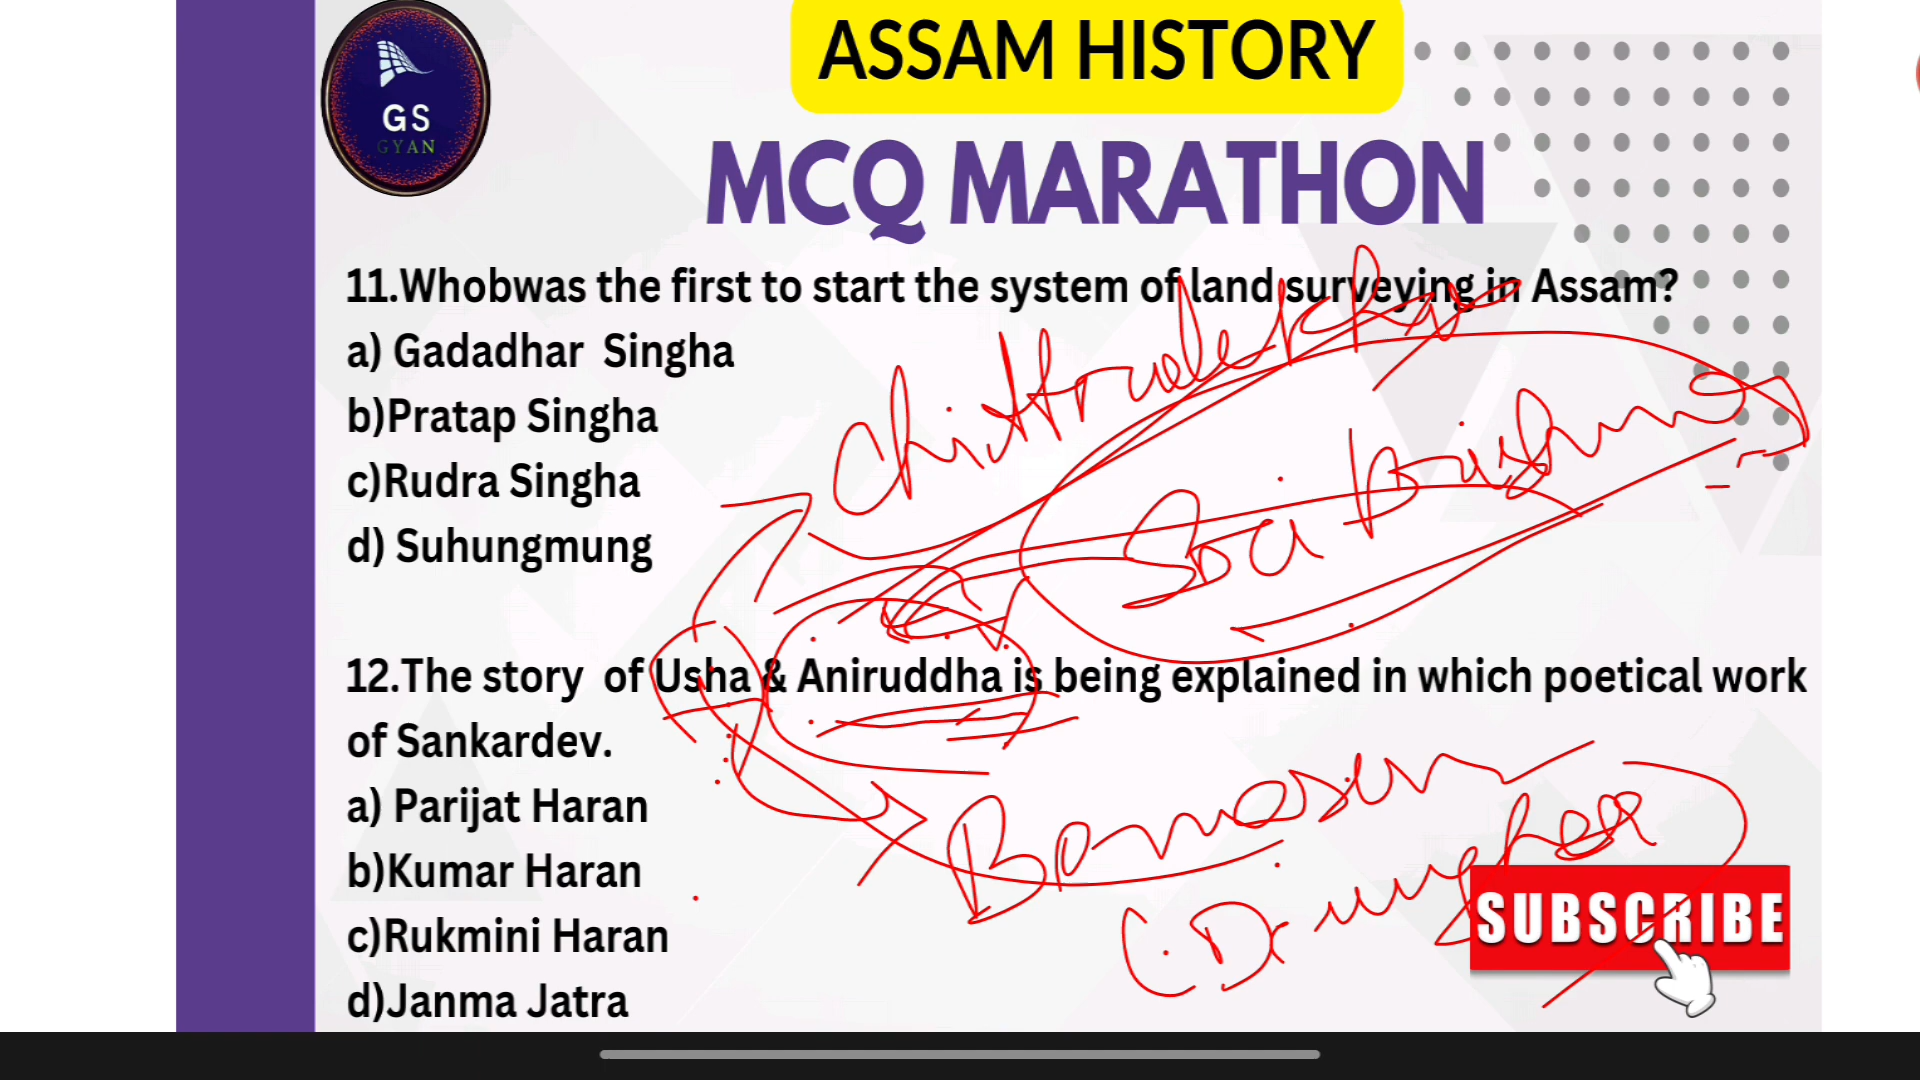 GS
GYAN
ASSAM HISTORY
MCQ MARATHON
11.Whobwas the first to start the system of land surveying in Assam?
a) Gadadhar Singha
b)Pratap Singha
c)Rudra Singha
d) Suhungmung
12.The story of Usha & Aniruddha is being explained in which poetical work
of Sankardev.
a) Parijat Haran
b)Kumar Haran
c)Rukmini Haran
d)Janma Jatra
SUBSCRIBE